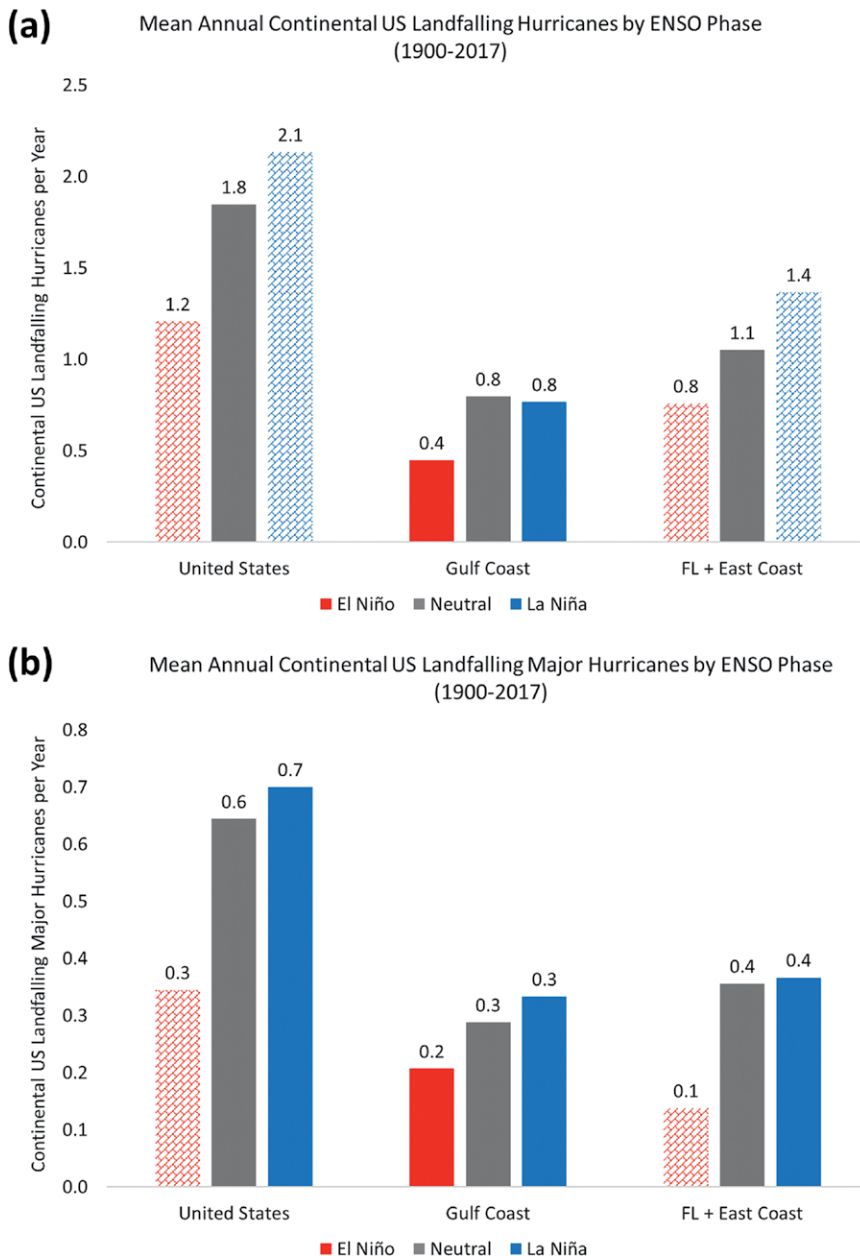 (a)
Mean Annual Continental US Landfalling Hurricanes by ENSO Phase
(1900-2017)
Continental US Landfalling Hurricanes per Year
2.5
2.0
1.5
1.0
0.5
0.0
1.2
1.8
2.1
0.4
0.8
0.8
0.8
1.1
1.4
United States
Gulf Coast
FL + East Coast
El Niño Neutral La Niña
(b)
Mean Annual Continental US Landfalling Major Hurricanes by ENSO Phase
(1900-2017)
Continental US Landfalling Major Hurricanes per Year
0.8
0.7
0.6
0.5
0.4
0.3
0.2
0.1
0.0
0.3
0.6
0.7
0.2
0.3
0.3
0.1
0.4
0.4
United States
Gulf Coast
FL + East Coast
El Niño Neutral La Niña